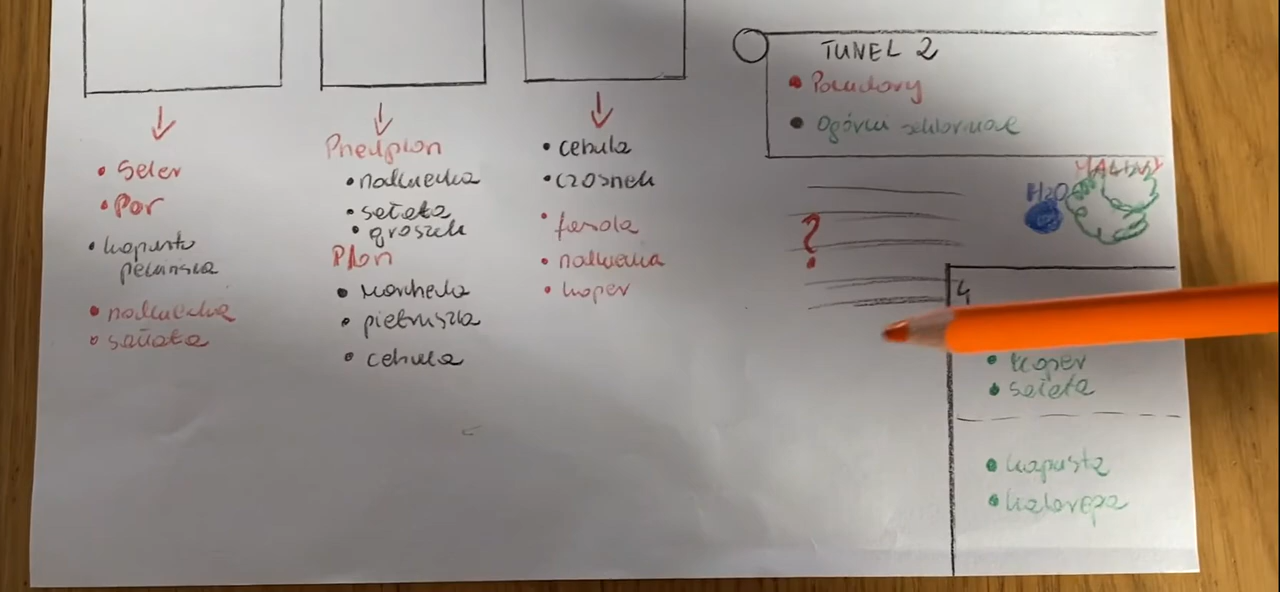 • Seler
• Por
• kapusta
pekińska
• rzodkiewka
• sałata
Przedplon
• rzodkiewka
• sałata
• groszek
Plon
• Marchewka
• pietruszka
• cebula
• cebula
• czosnek
• fasola
• rzodkiewka
• koper
TUNEL 2
• Pomidory
• Ogórki szklarniowe
MALINY
H2O
?
4
• koper
• sałata
• kapusta
• kalarepa